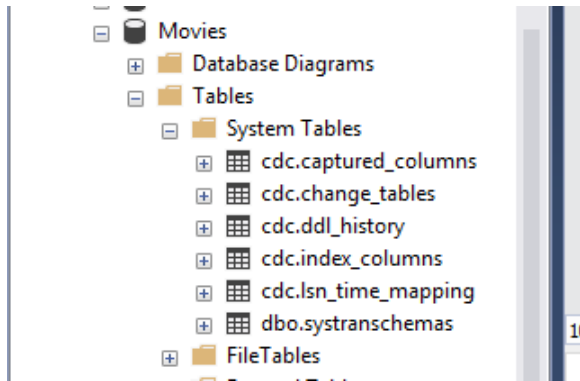 Movies
Database Diagrams
Tables
System Tables
cdc.captured_columns
cdc.change_tables
cdc.ddl_history
cdc.index_columns
cdc.lsn_time_mapping
dbo.systranschemas
FileTables